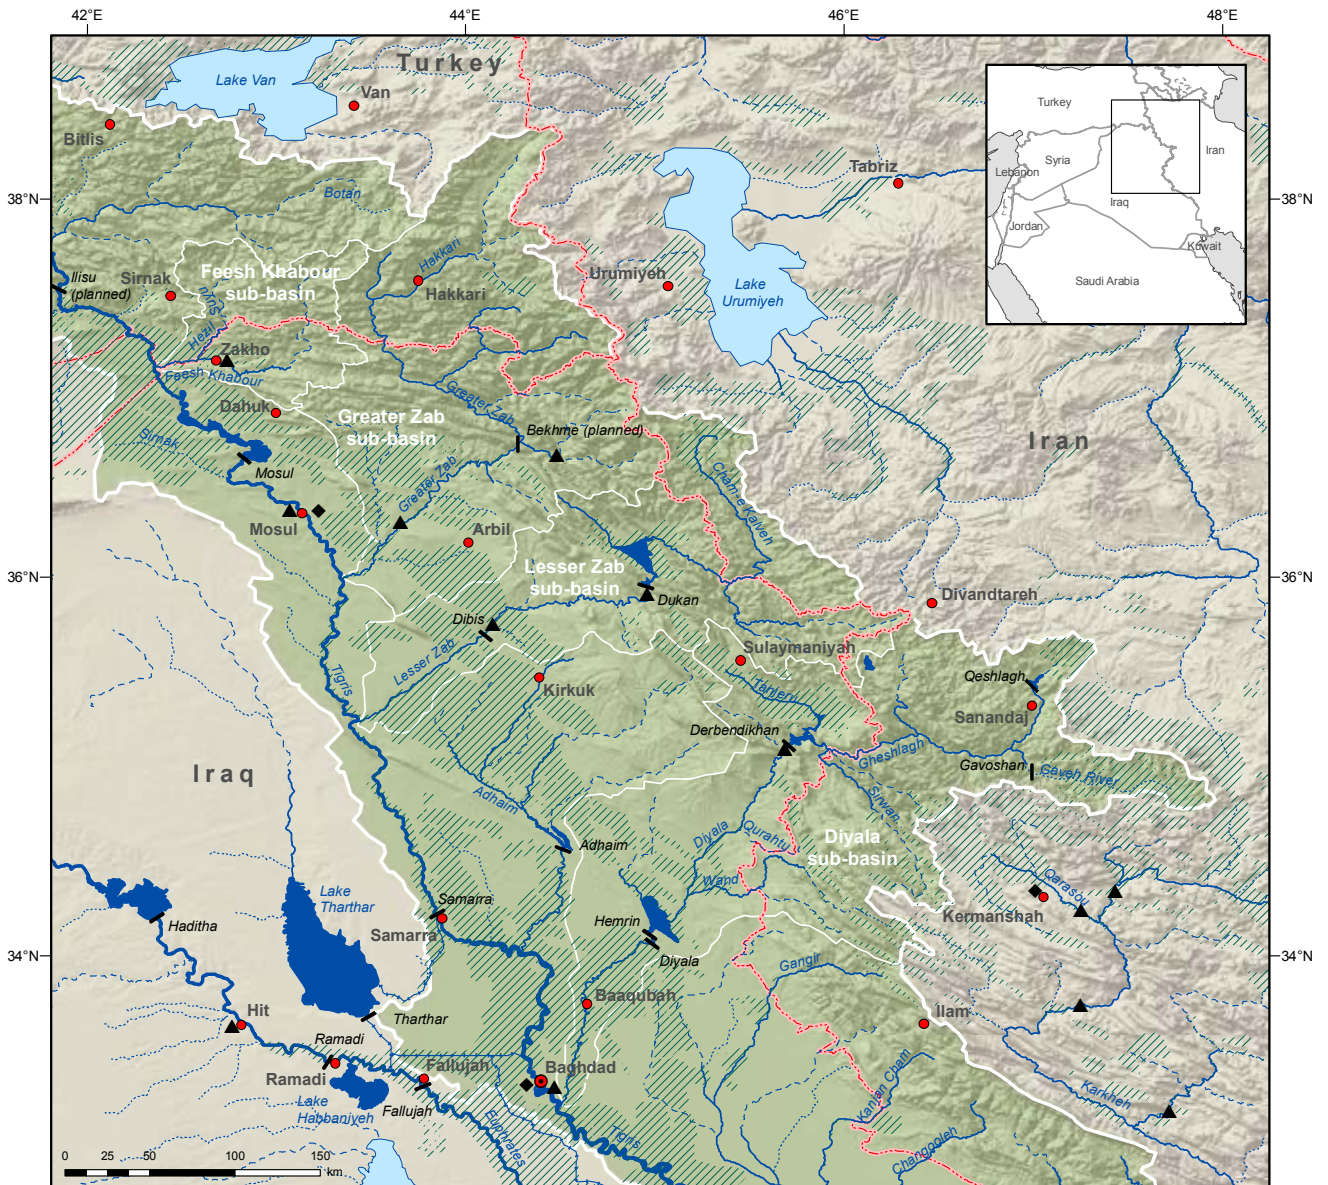 42°E
44°E
46°E
48°E
Turkey
Lake Van
Van
Bitlis
Tabriz
38°N
38°N
Botan
Hakkari
Hakkari
Feesh Khabour
sub-basin
Sirnak
Ilisu
(planned)
Urumiyeh
Lake
Urumiyeh
Turkey
Syria
Lebanon
Iran
Iraq
Jordan
Kuwait
Saudi Arabia
Hezil
Zakho
Feesh Khabour
Dahuk
Greater Zab
Greater Zab
sub-basin
Bekhme (planned)
Iran
Sirnak
Mosul
Greater Zab
Cham-e Kalveh
Mosul
Arbil
36°N
36°N
Lesser Zab
sub-basin
Dukan
Divandtareh
Dibis
Lesser Zab
Sulaymaniyah
Tigris
Kirkuk
Tanjero
Qeshlagh
Sanandaj
Derbendikhan
Gheshlagh
Gavoshan
Gaveh River
Iraq
Adhaim
Sirwan
Diyala
Qurahtu
Diyala
sub-basin
Adhaim
Wand
Qarasou
Lake
Tharthar
Samarra
Samarra
Hemrin
Kermanshah
Haditha
34°N
34°N
Diyala
Gangir
Baaqubah
Hit
Tharthar
Ilam
Ramadi
Ramadi
Fallujah
Baghdad
Lake
Habbaniyeh
Fallujah
Kanjan Cham
Karkheh
Euphrates
Tigris
Changooleh
0 25 50 100 150
km